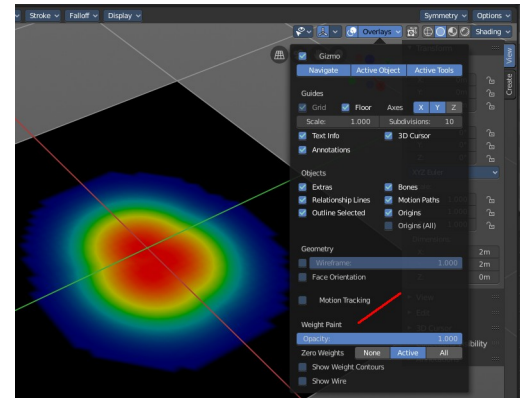 Stroke Falloff Display Symmetry Options
Overlays Shading
Gizmo
Navigate Active Object Active Tools
Guides
Grid Floor Axes X Y Z
Scale: 1.000 Subdivisions: 10
Text Info 3D Cursor
Annotations
Objects
Extras Bones
Relationship Lines Motion Paths
Outline Selected Origins
Origins (All)
Geometry
Wireframe: 1.000
Face Orientation
Motion Tracking
Weight Paint
Opacity: 1.000
Zero Weights None Active All
Show Weight Contours
Show Wire
View
Create
2m
2m
0m
bility